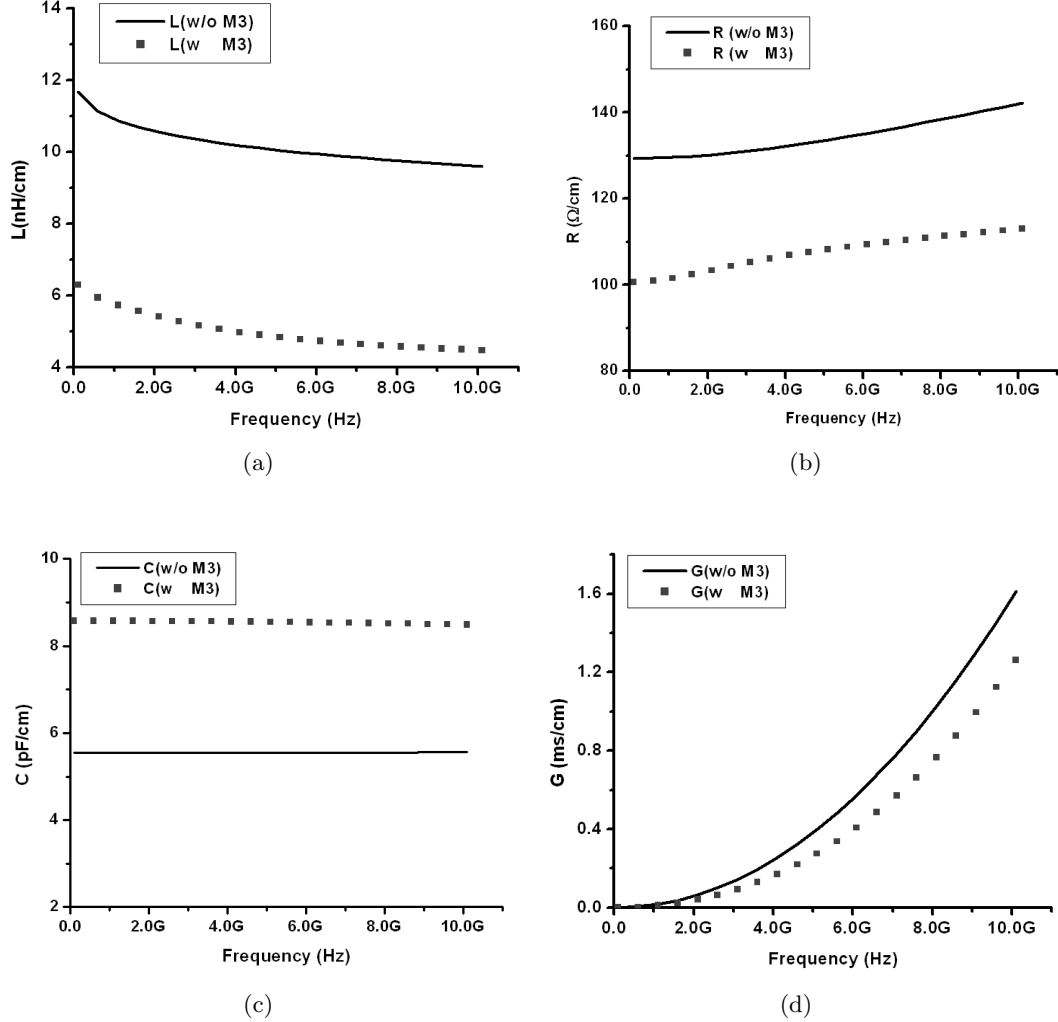 L(w/o M3)
L(w M3)
L(nH/cm)
14
12
10
8
6
4
0.0 2.0G 4.0G 6.0G 8.0G 10.0G
Frequency (Hz)
(a)
R (w/o M3)
R (w M3)
R (Ω/cm)
160
140
120
100
80
0.0 2.0G 4.0G 6.0G 8.0G 10.0G
Frequency (Hz)
(b)
C(w/o M3)
C(w M3)
C (pF/cm)
10
8
6
4
2
0.0 2.0G 4.0G 6.0G 8.0G 10.0G
Frequency (Hz)
(c)
G(w/o M3)
G(w M3)
G (ms/cm)
1.6
1.2
0.8
0.4
0.0
0.0 2.0G 4.0G 6.0G 8.0G 10.0G
Frequency (Hz)
(d)